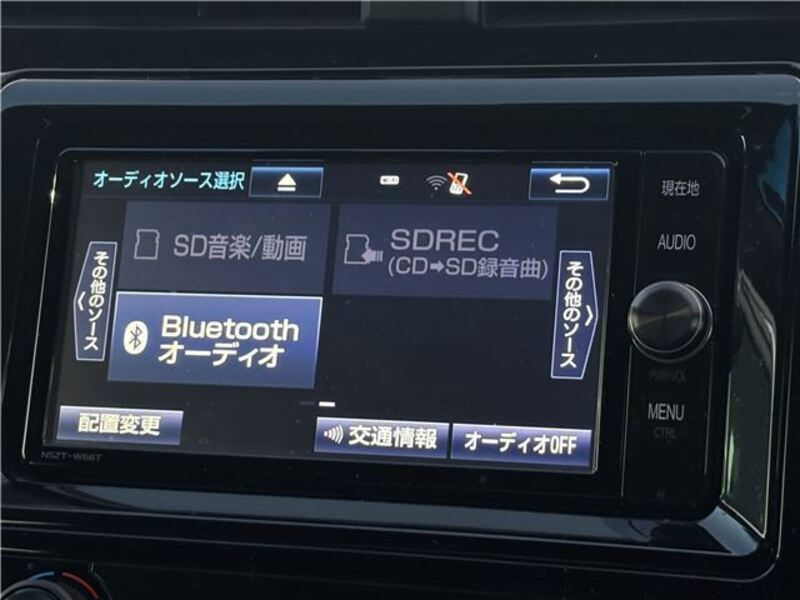 オーディオソース選択
SD音楽/動画
SDREC
(CD➡SD録音曲)
その他のソース
Bluetooth
オーディオ
その他のソース
配置変更
交通情報
オーディオOFF
NSZT-W66T
現在地
AUDIO
PWR·VOL
MENU
CTRL